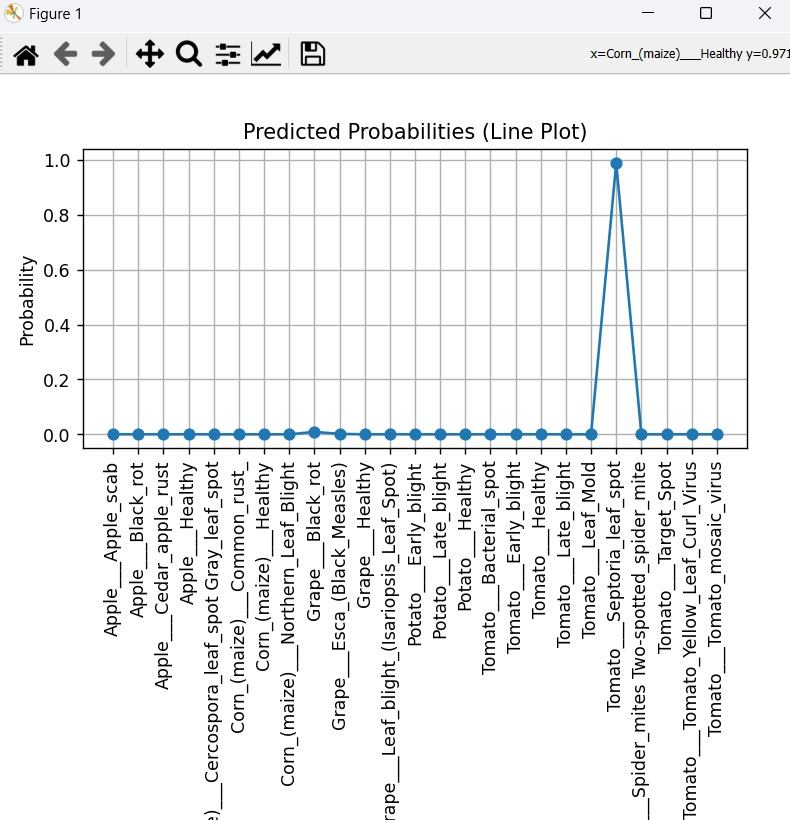 Figure 1
x=Corn_(maize)___Healthy y=0.971
Predicted Probabilities (Line Plot)
Probability
1.0
0.8
0.6
0.4
0.2
0.0
Apple___Apple_scab
Apple___Black_rot
Apple___Cedar_apple_rust
Apple___Healthy
e)___Cercospora_leaf_spot Gray_leaf_spot
Corn_(maize)___Common_rust_
Corn_(maize)___Healthy
Corn_(maize)___Northern_Leaf_Blight
Grape___Black_rot
Grape___Esca_(Black_Measles)
Grape___Healthy
rape___Leaf_blight_(Isariopsis_Leaf_Spot)
Potato___Early_blight
Potato___Late_blight
Potato___Healthy
Tomato___Bacterial_spot
Tomato___Early_blight
Tomato___Healthy
Tomato___Late_blight
Tomato___Leaf_Mold
Tomato___Septoria_leaf_spot
___Spider_mites Two-spotted_spider_mite
Tomato___Target_Spot
Tomato___Tomato_Yellow_Leaf_Curl_Virus
Tomato___Tomato_mosaic_virus